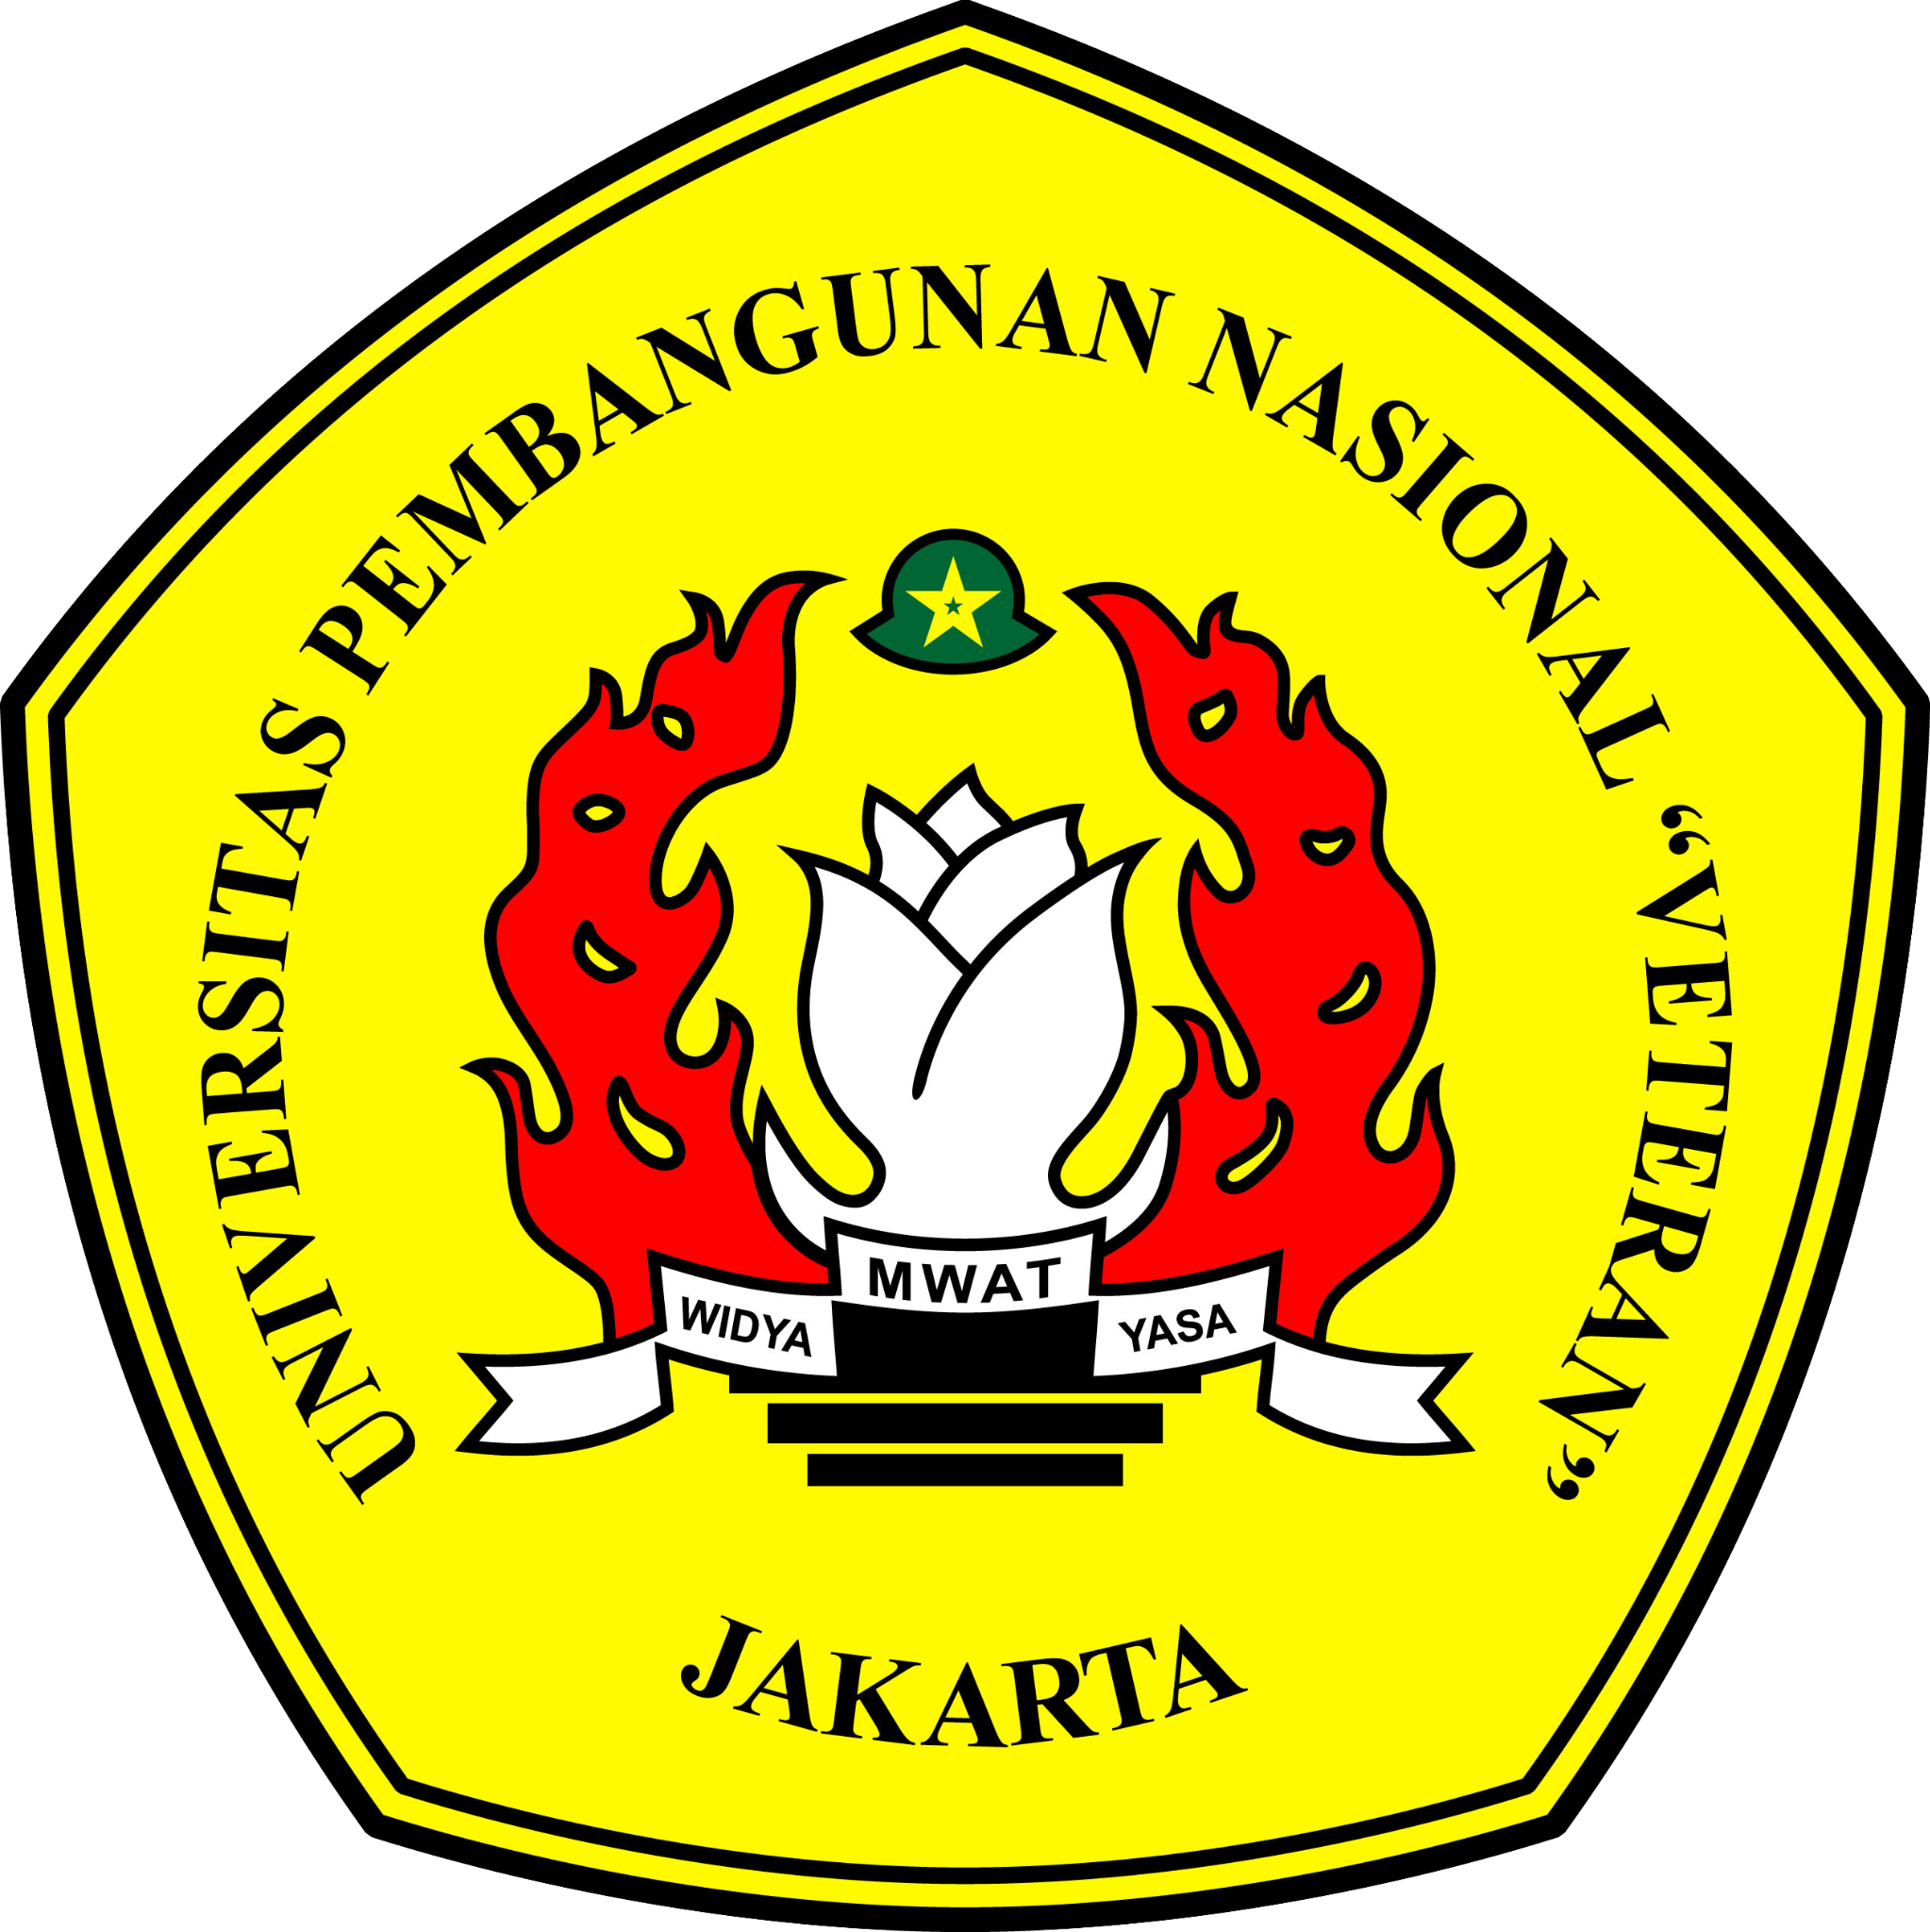 UNIVERSITAS PEMBANGUNAN NASIONAL “VETERAN”
WIDYA MWAT YASA
JAKARTA